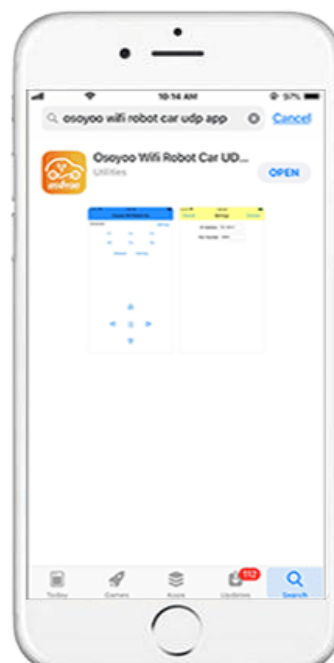 10:14 AM
97%
osoyoo wifi robot car udp app
Cancel
Osoyoo Wifi Robot Car UD...
Utilities
OPEN
Settings
Today
Games
Apps
Updates
112
Search